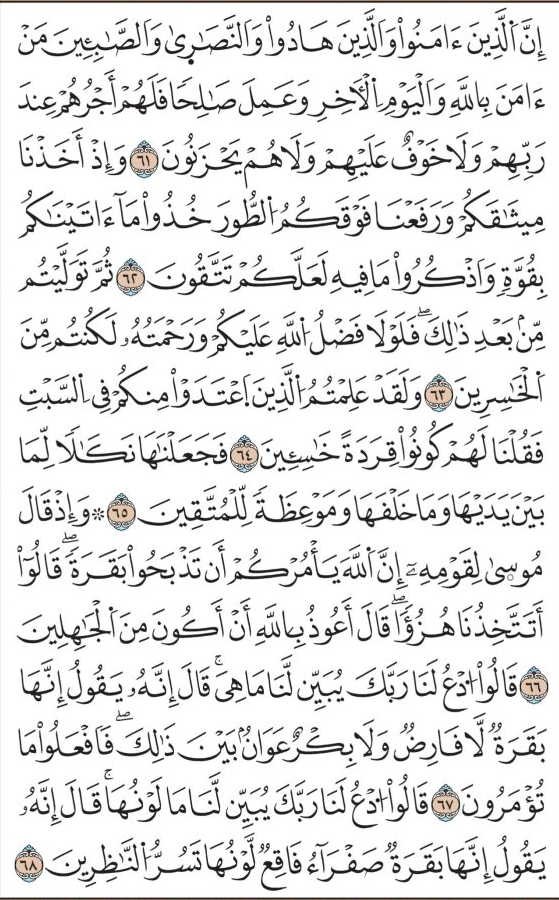 إِنَّ ٱلَّذِينَ ءَامَنُوا۟ وَٱلَّذِينَ هَادُوا۟ وَٱلنَّصَٰرَىٰ وَٱلصَّٰبِـِٔينَ مَنْ
ءَامَنَ بِٱللَّهِ وَٱلْيَوْمِ ٱلْءَاخِرِ وَعَمِلَ صَٰلِحًا فَلَهُمْ أَجْرُهُمْ عِندَ
رَبِّهِمْ وَلَا خَوْفٌ عَلَيْهِمْ وَلَا هُمْ يَحْزَنُونَ ٦١ وَإِذْ أَخَذْنَا
مِيثَٰقَكُمْ وَرَفَعْنَا فَوْقَكُمُ ٱلطُّورَ خُذُوا۟ مَآ ءَاتَيْنَٰكُم
بِقُوَّةٍ وَٱذْكُرُوا۟ مَا فِيهِ لَعَلَّكُمْ تَتَّقُونَ ٦٢ ثُمَّ تَوَلَّيْتُم
مِّنۢ بَعْدِ ذَٰلِكَۖ فَلَوْلَا فَضْلُ ٱللَّهِ عَلَيْكُمْ وَرَحْمَتُهُۥ لَكُنتُم مِّنَ
ٱلْخَٰسِرِينَ ٦٣ وَلَقَدْ عَلِمْتُمُ ٱلَّذِينَ ٱعْتَدَوْا۟ مِنكُمْ فِى ٱلسَّبْتِ
فَقُلْنَا لَهُمْ كُونُوا۟ قِرَدَةً خَٰسِـِٔينَ ٦٤ فَجَعَلْنَٰهَا نَكَٰلًا لِّمَا
بَيْنَ يَدَيْهَا وَمَا خَلْفَهَا وَمَوْعِظَةً لِّلْمُتَّقِينَ ٦٥ ۞ وَإِذْ قَالَ
مُوسَىٰ لِقَوْمِهِۦٓ إِنَّ ٱللَّهَ يَأْمُرُكُمْ أَن تَذْبَحُوا۟ بَقَرَةًۖ قَالُوٓا۟
أَتَتَّخِذُنَا هُزُؤًاۖ قَالَ أَعُوذُ بِٱللَّهِ أَنْ أَكُونَ مِنَ ٱلْجَٰهِلِينَ
٦٦ قَالُوا۟ ٱدْعُ لَنَا رَبَّكَ يُبَيِّن لَّنَا مَا هِىَۚ قَالَ إِنَّهُۥ يَقُولُ إِنَّهَا
بَقَرَةٌ لَّا فَارِضٌ وَلَا بِكْرٌ عَوَانٌۢ بَيْنَ ذَٰلِكَۖ فَٱفْعَلُوا۟ مَا
تُؤْمَرُونَ ٦٧ قَالُوا۟ ٱدْعُ لَنَا رَبَّكَ يُبَيِّن لَّنَا مَا لَوْنُهَاۚ قَالَ إِنَّهُۥ
يَقُولُ إِنَّهَا بَقَرَةٌ صَفْرَآءُ فَاقِعٌ لَّوْنُهَا تَسُرُّ ٱلنَّٰظِرِينَ ٦٨